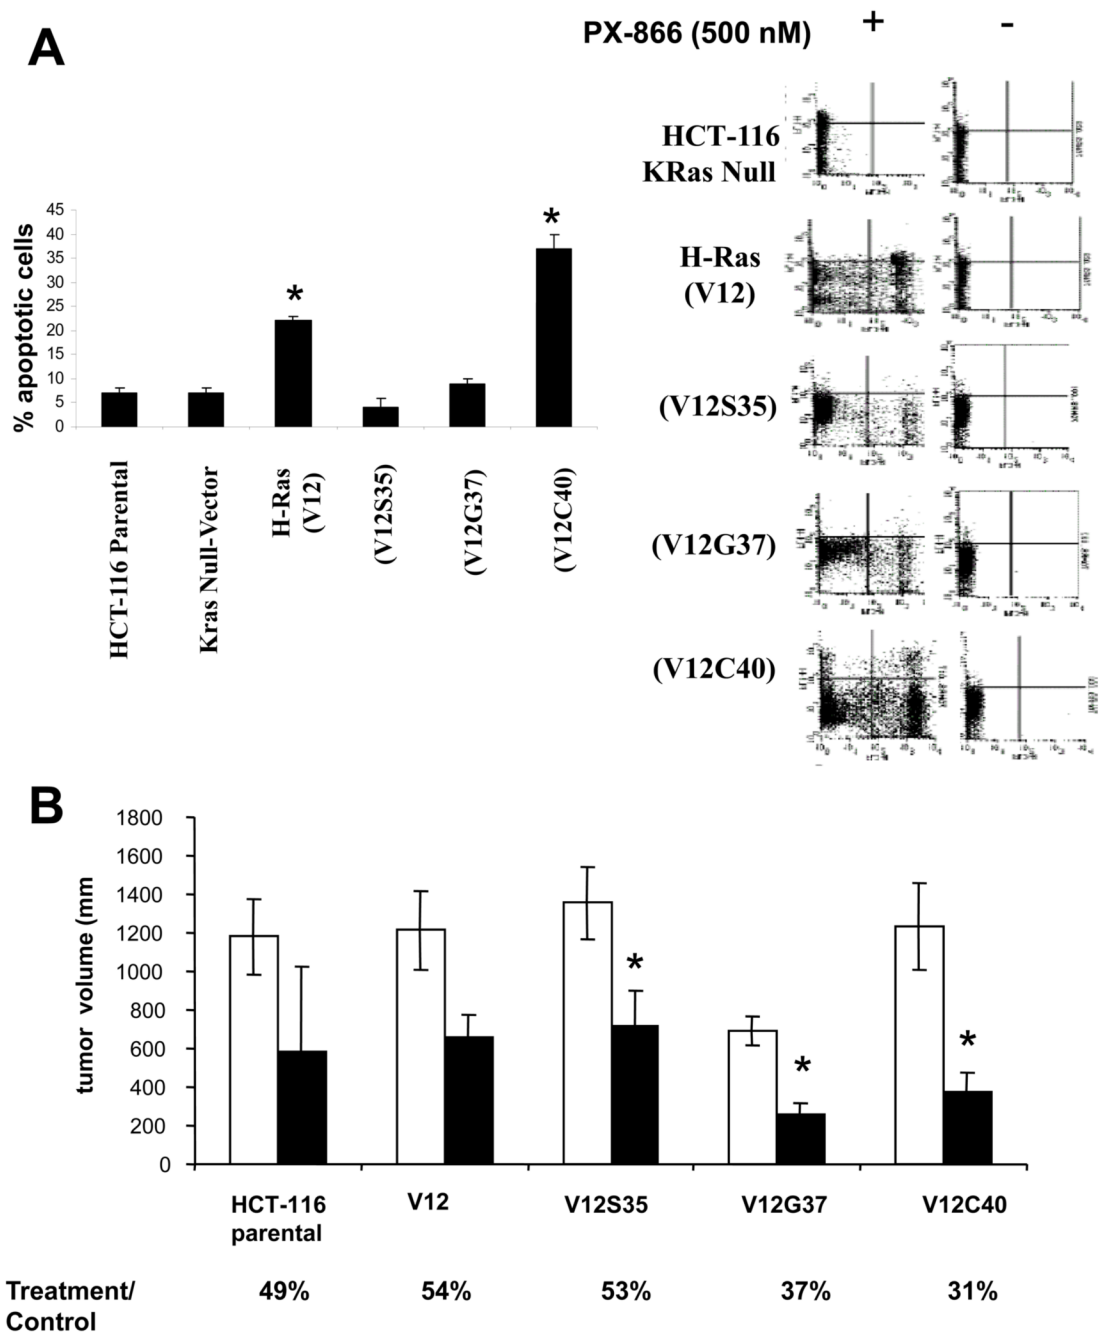 A
PX-866 (500 nM) + -
HCT-116
KRas Null
H-Ras
(V12)
(V12S35)
(V12G37)
(V12C40)
% apoptotic cells
45
40
35
30
25
20
15
10
5
0
*
*
HCT-116 Parental
Kras Null-Vector
H-Ras
(V12)
(V12S35)
(V12G37)
(V12C40)
B
tumor volume (mm
1800
1600
1400
1200
1000
800
600
400
200
0
*
*
*
HCT-116
parental
V12
V12S35
V12G37
V12C40
Treatment/
Control
49% 54% 53% 37% 31%